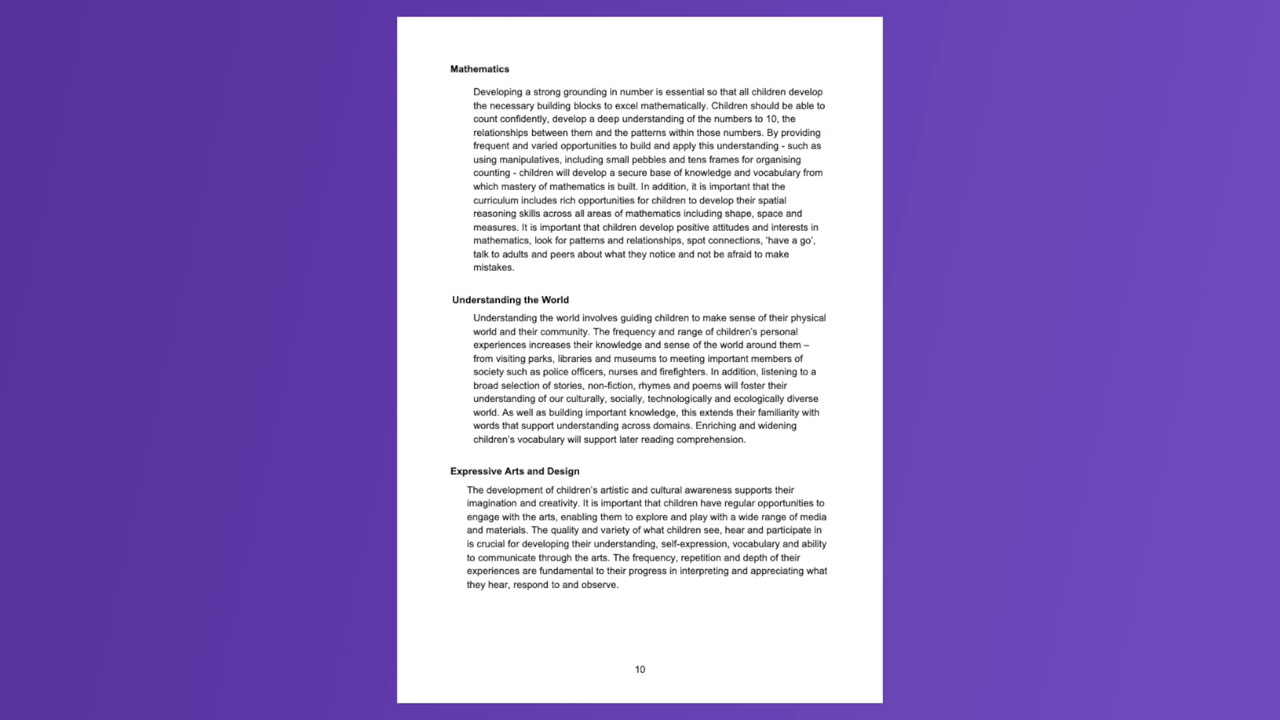 Mathematics
Developing a strong grounding in number is essential so that all children develop
the necessary building blocks to excel mathematically. Children should be able to
count confidently, develop a deep understanding of the numbers to 10, the
relationships between them and the patterns within those numbers. By providing
frequent and varied opportunities to build and apply this understanding - such as
using manipulatives, including small pebbles and tens frames for organising
counting - children will develop a secure base of knowledge and vocabulary from
which mastery of mathematics is built. In addition, it is important that the
curriculum includes rich opportunities for children to develop their spatial
reasoning skills across all areas of mathematics including shape, space and
measures. It is important that children develop positive attitudes and interests in
mathematics, look for patterns and relationships, spot connections, ‘have a go’,
talk to adults and peers about what they notice and not be afraid to make
mistakes.
Understanding the World
Understanding the world involves guiding children to make sense of their physical
world and their community. The frequency and range of children’s personal
experiences increases their knowledge and sense of the world around them –
from visiting parks, libraries and museums to meeting important members of
society such as police officers, nurses and firefighters. In addition, listening to a
broad selection of stories, non-fiction, rhymes and poems will foster their
understanding of our culturally, socially, technologically and ecologically diverse
world. As well as building important knowledge, this extends their familiarity with
words that support understanding across domains. Enriching and widening
children’s vocabulary will support later reading comprehension.
Expressive Arts and Design
The development of children’s artistic and cultural awareness supports their
imagination and creativity. It is important that children have regular opportunities to
engage with the arts, enabling them to explore and play with a wide range of media
and materials. The quality and variety of what children see, hear and participate in
is crucial for developing their understanding, self-expression, vocabulary and ability
to communicate through the arts. The frequency, repetition and depth of their
experiences are fundamental to their progress in interpreting and appreciating what
they hear, respond to and observe.
10